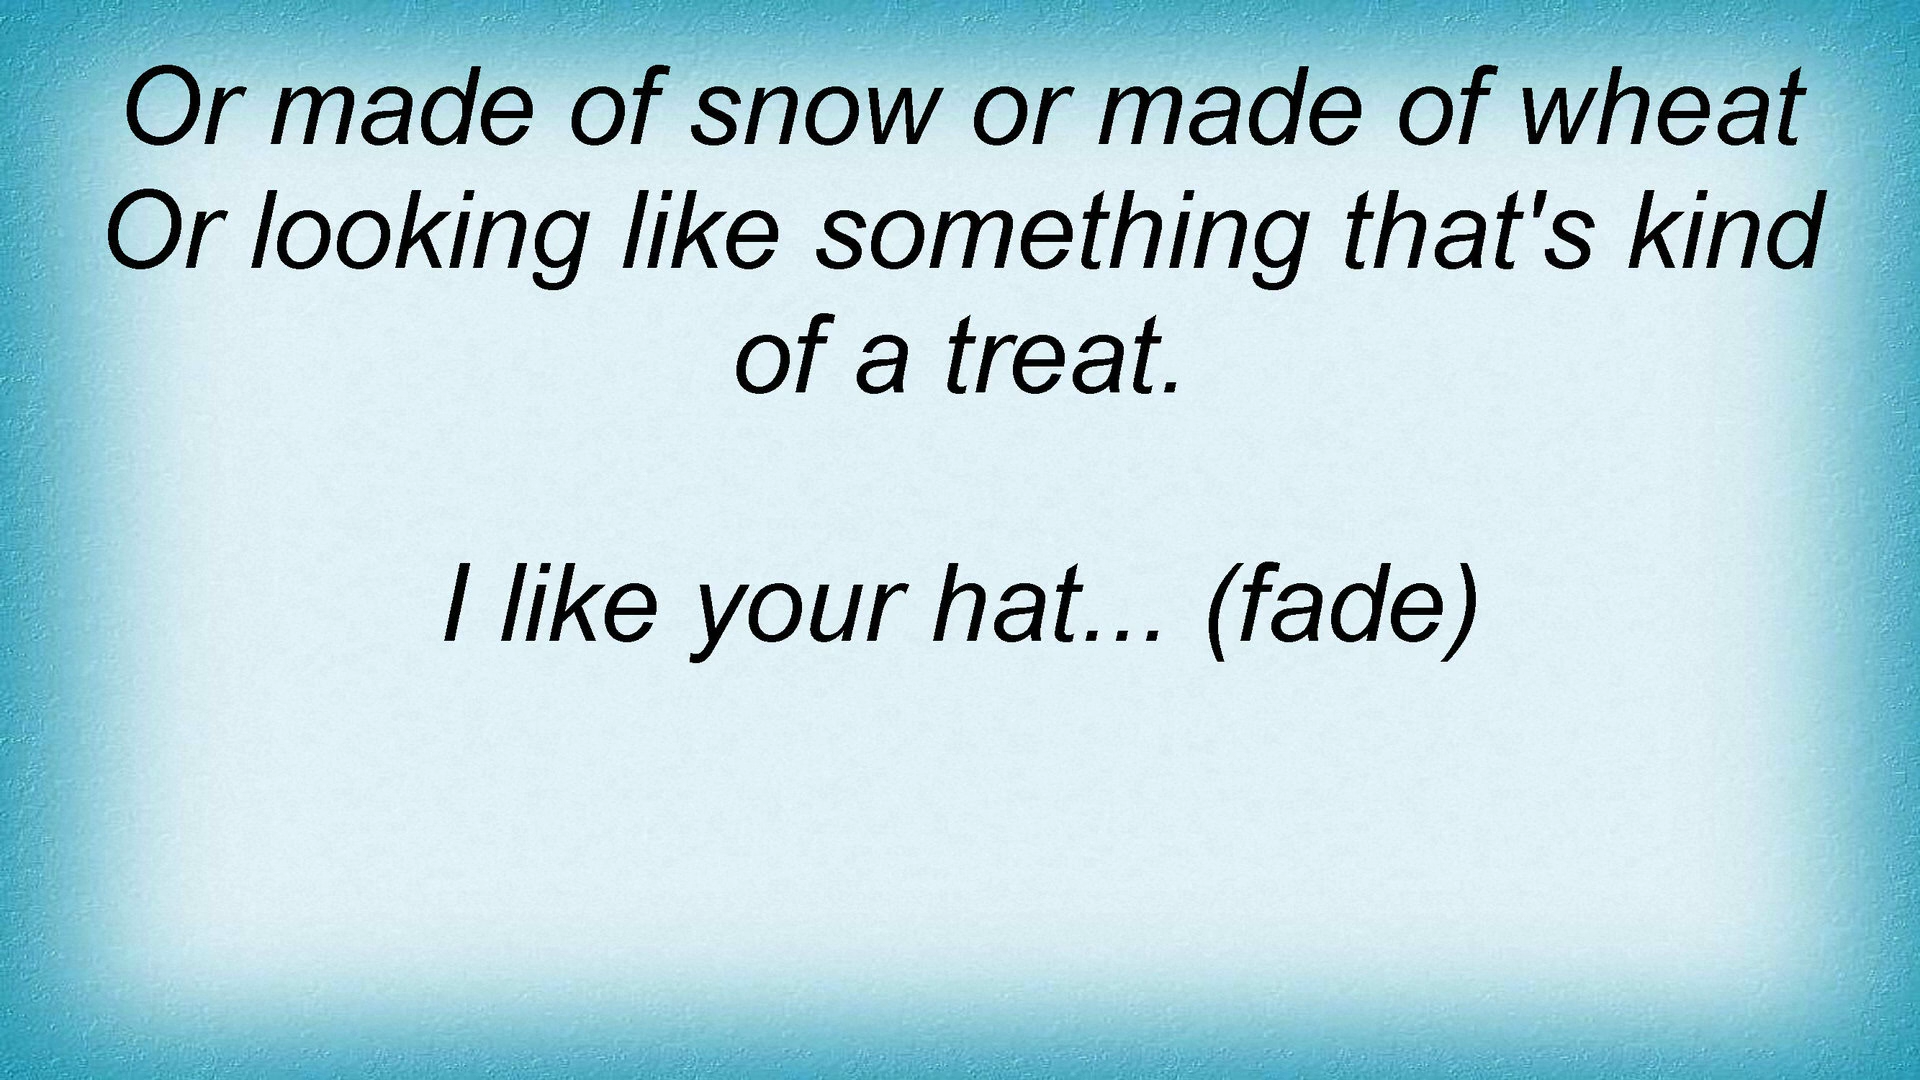 Or made of snow or made of wheat
Or looking like something that's kind
of a treat.
I like your hat... (fade)